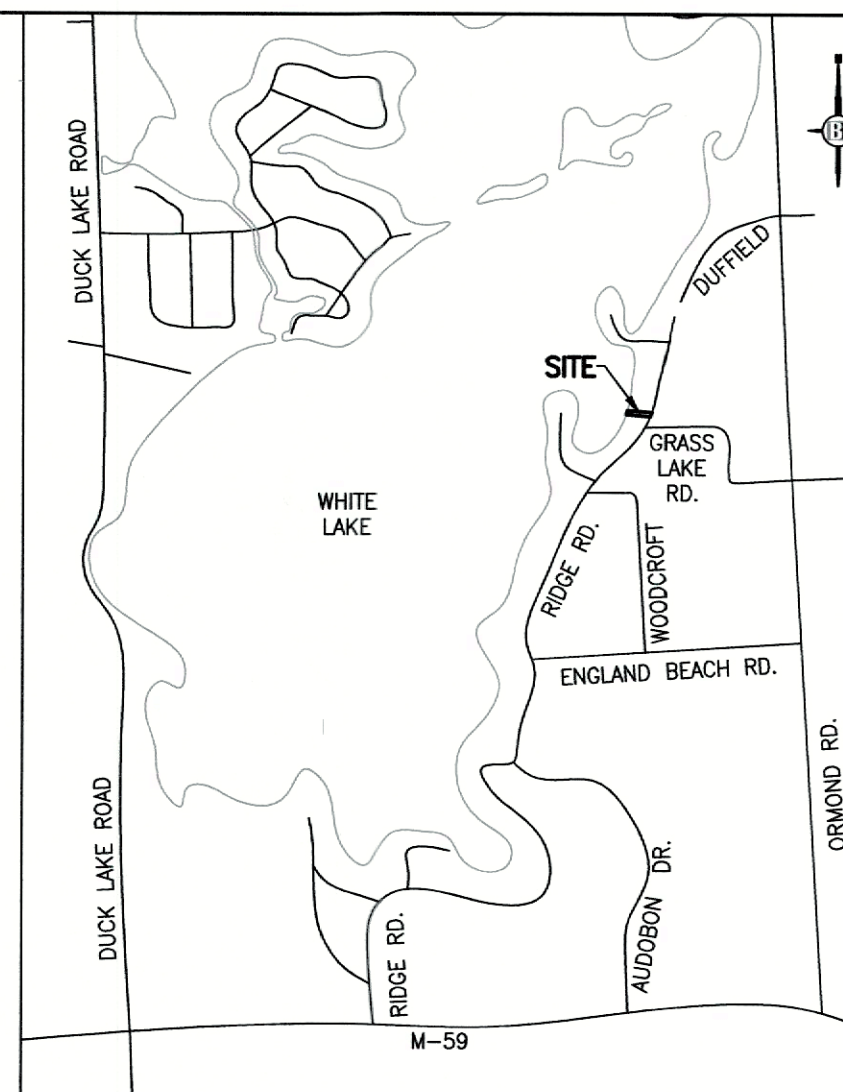 B
DUCK LAKE ROAD
DUFFIELD
SITE
GRASS
LAKE
RD.
WHITE
LAKE
RIDGE RD.
WOODCROFT
ENGLAND BEACH RD.
ORMOND RD.
DUCK LAKE ROAD
AUDOBON DR.
RIDGE RD.
M-59